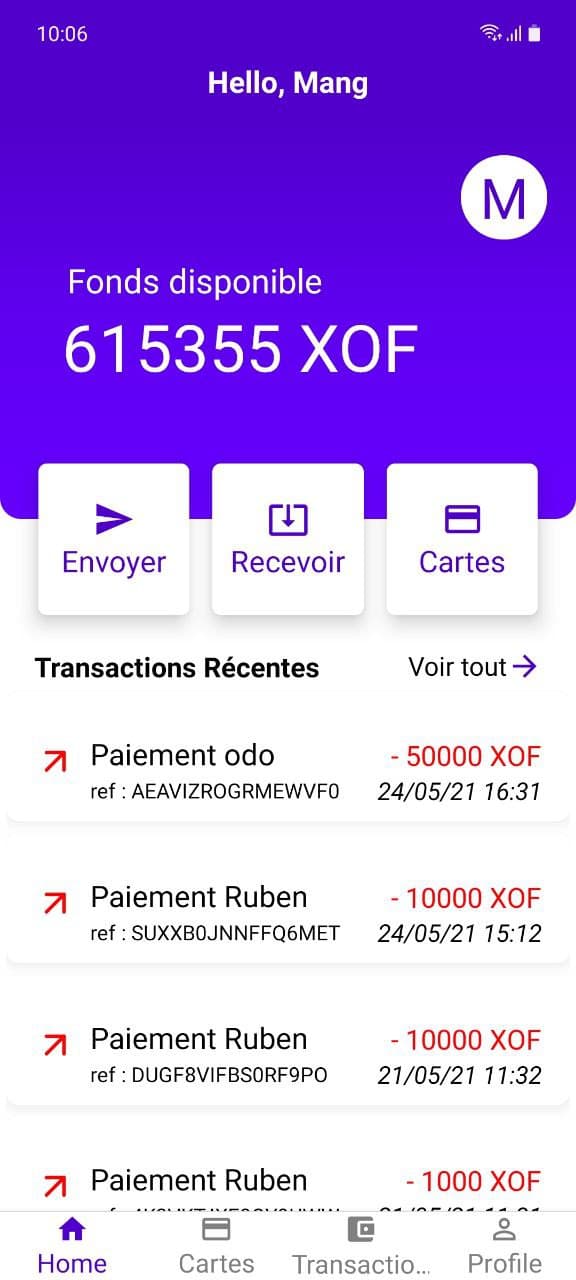 10:06
Hello, Mang
M
Fonds disponible
615355 XOF
Envoyer
Recevoir
Cartes
Transactions Récentes
Voir tout
Paiement odo
- 50000 XOF
ref : AEAVIZROGRMEWVF0
24/05/21 16:31
Paiement Ruben
- 10000 XOF
ref : SUXXB0JNNFFQ6MET
24/05/21 15:12
Paiement Ruben
- 10000 XOF
ref : DUGF8VIFBS0RF9PO
21/05/21 11:32
Paiement Ruben
- 1000 XOF
Home
Cartes
Transactio...
Profile